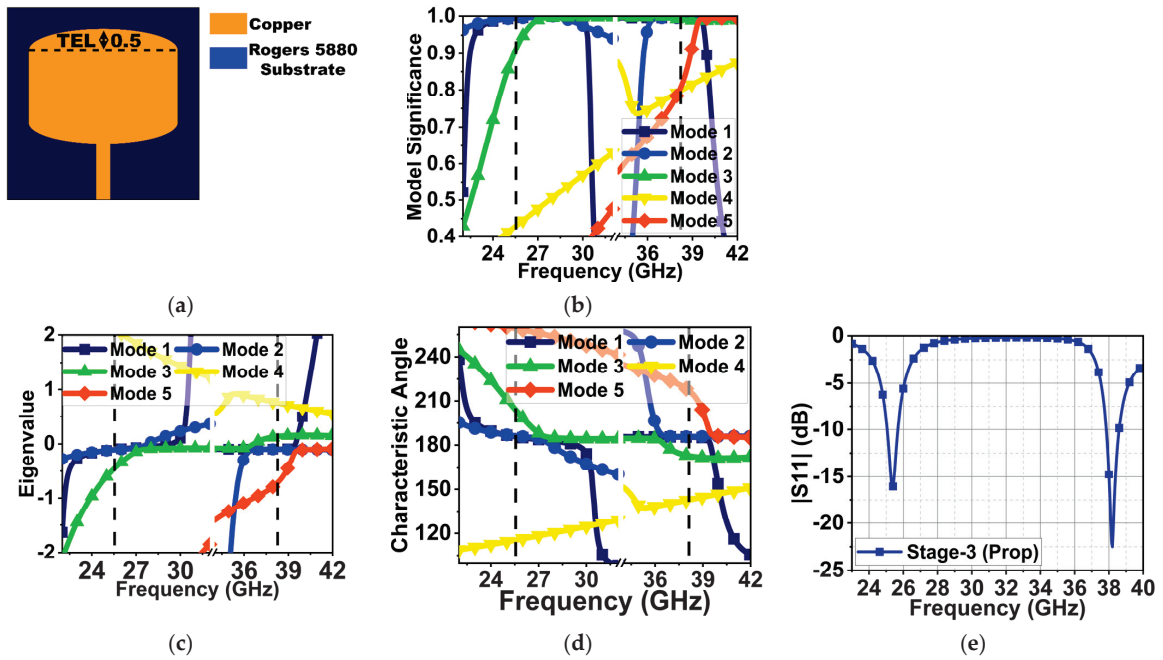 TEL 0.5
Copper
Rogers 5880
Substrate
1.0
0.9
0.8
0.7
0.6
0.5
0.4
Model Significance
Mode 1
Mode 2
Mode 3
Mode 4
Mode 5
24 27 30 36 39 42
Frequency (GHz)
(a)
(b)
2
1
0
-1
-2
Eigenvalue
Mode 1 Mode 2
Mode 3 Mode 4
Mode 5
24 27 30 36 39 42
Frequency (GHz)
(c)
240
210
180
150
120
Characteristic Angle
Mode 1 Mode 2
Mode 3 Mode 4
Mode 5
24 27 30 36 39 42
Frequency (GHz)
(d)
0
-5
-10
-15
-20
-25
|S11| (dB)
Stage-3 (Prop)
24 26 28 30 32 34 36 38 40
Frequency (GHz)
(e)